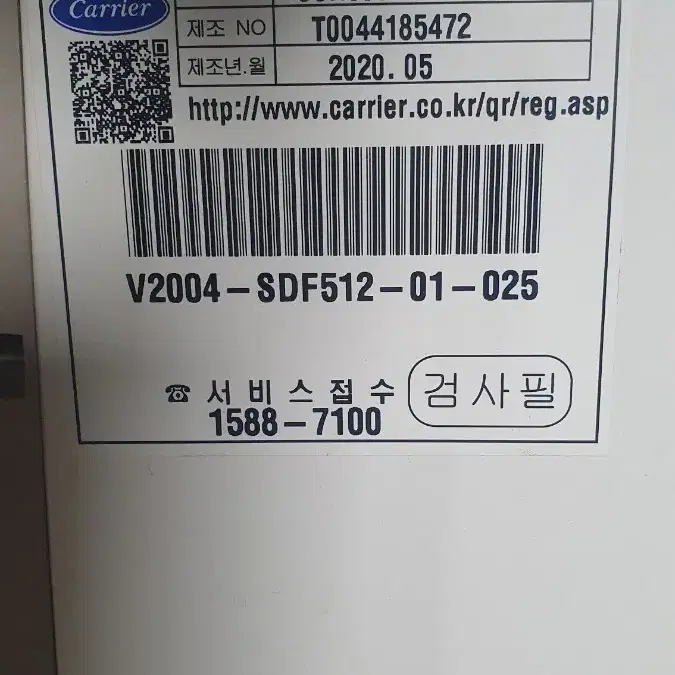 Carrier
제조 NO T0044185472
제조년.월 2020.05
http://www.carrier.co.kr/qr/reg.asp
V2004-SDF512-01-025
☎ 서비스접수 검사필
1588-7100